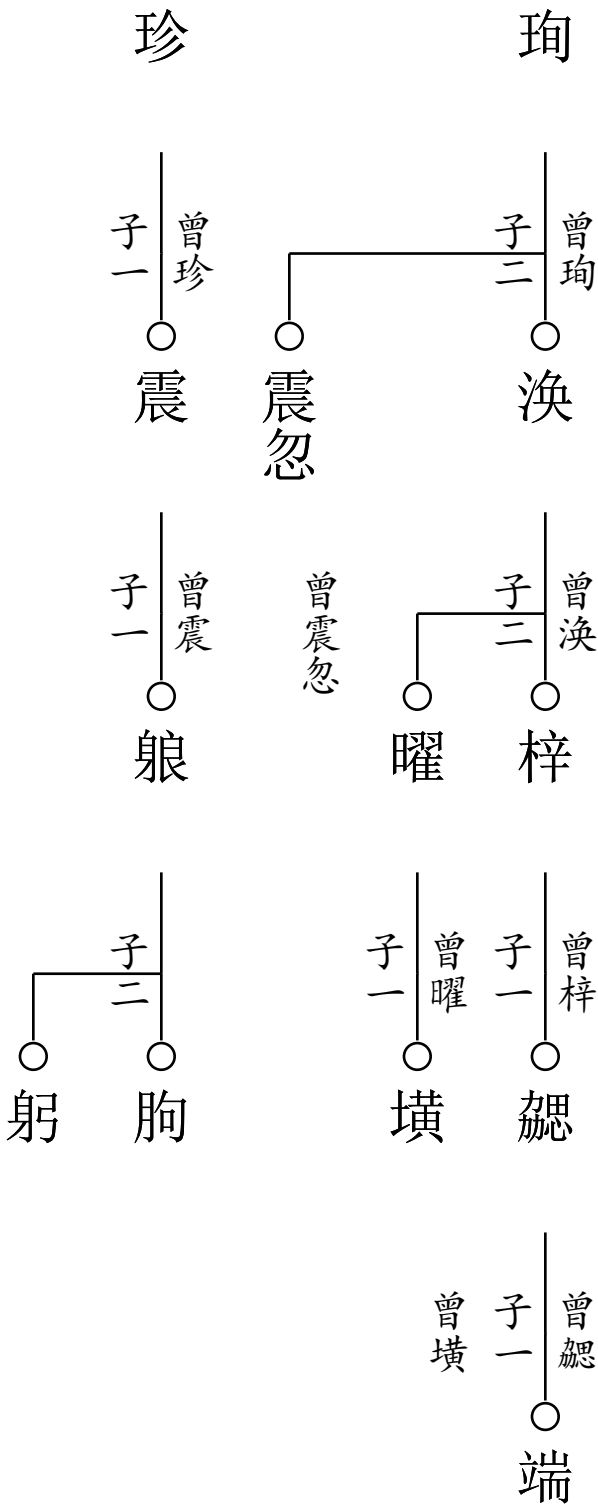 珣
珍
曾珣
子二
曾珍
子一
涣
震忽
震
曾涣
子二
曾震忽
曾震
子一
梓
曜
躴
曾梓
子一
曾曜
子一
子二
勰
墴
朐
躬
曾勰
子一
曾墴
端